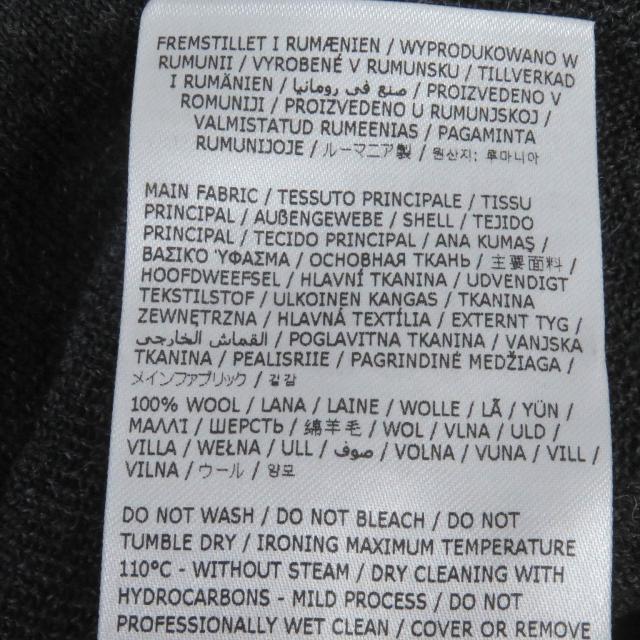 FREMSTILLET I RUMÆNIEN / WYPRODUKOWANO W
RUMUNII / VYROBENÉ V RUMUNSKU / TILLVERKAD
I RUMÄNIEN / صنع في رومانيا / PROIZVEDENO V
ROMUNIJI / PROIZVEDENO U RUMUNJSKOJ /
VALMISTATUD RUMEENIAS / PAGAMINTA
RUMUNIJOJE / ルーマニア製 / 원산지: 루마니아
MAIN FABRIC / TESSUTO PRINCIPALE / TISSU
PRINCIPAL / AUßENGEWEBE / SHELL / TEJIDO
PRINCIPAL / TECIDO PRINCIPAL / ANA KUMAŞ /
ΒΑΣΙΚΟ ΎΦΑΣΜΑ / ОСНОВНАЯ ТКАНЬ / 主要面料 /
HOOFDWEEFSEL / HLAVNÍ TKANINA / UDVENDIGT
TEKSTILSTOF / ULKOINEN KANGAS / TKANINA
ZEWNĘTRZNA / HLAVNÁ TEXTÍLIA / EXTERNT TYG /
القماش الخارجي / POGLAVITNA TKANINA / VANJSKA
TKANINA / PEALISRIIE / PAGRINDINĖ MEDŽIAGA /
メインファブリック / 겉감
100% WOOL / LANA / LAINE / WOLLE / LÃ / YÜN /
ΜΑΛΛΙ / ШЕРСТЬ / 绵羊毛 / WOL / VLNA / ULD /
VILLA / WEŁNA / ULL / صوف / VOLNA / VUNA / VILL /
VILNA / ウール / 양모
DO NOT WASH / DO NOT BLEACH / DO NOT
TUMBLE DRY / IRONING MAXIMUM TEMPERATURE
110°C - WITHOUT STEAM / DRY CLEANING WITH
HYDROCARBONS - MILD PROCESS / DO NOT
PROFESSIONALLY WET CLEAN / COVER OR REMOVE